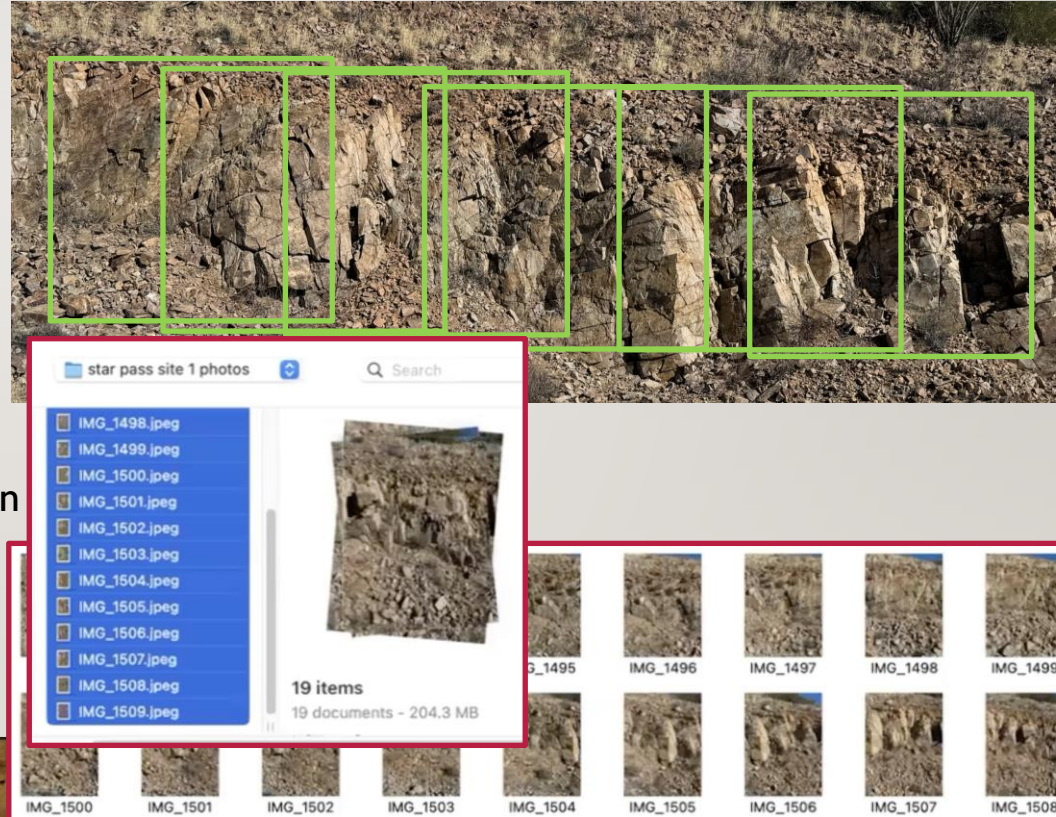 star pass site 1 photos
Search
IMG_1498.jpeg
IMG_1499.jpeg
IMG_1500.jpeg
IMG_1501.jpeg
IMG_1502.jpeg
IMG_1503.jpeg
IMG_1504.jpeg
IMG_1505.jpeg
IMG_1506.jpeg
IMG_1507.jpeg
IMG_1508.jpeg
IMG_1509.jpeg
19 items
19 documents - 204.3 MB
n
G_1495 IMG_1496 IMG_1497 IMG_1498 IMG_1499
IMG_1500 IMG_1501 IMG_1502 IMG_1503 IMG_1504 IMG_1505 IMG_1506 IMG_1507 IMG_1508